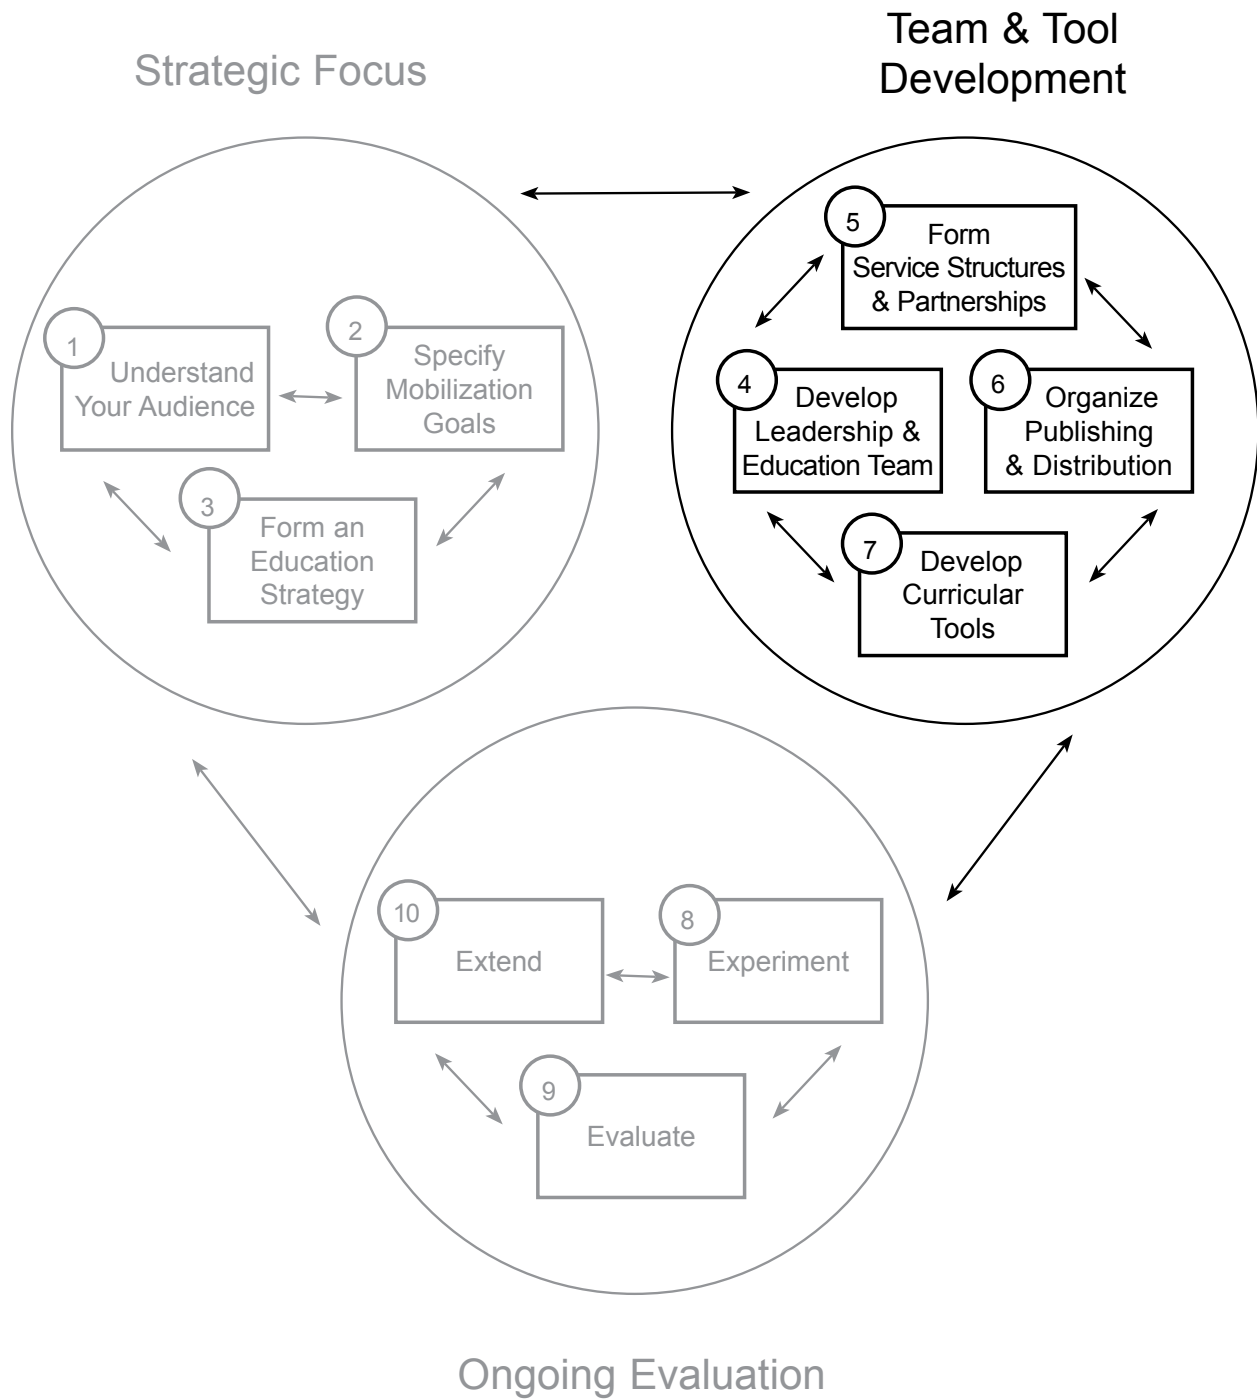 Strategic Focus
Team & Tool
Development
1
Understand
Your Audience
2
Specify
Mobilization
Goals
3
Form an
Education
Strategy
5
Form
Service Structures
& Partnerships
4
Develop
Leadership &
Education Team
6
Organize
Publishing
& Distribution
7
Develop
Curricular
Tools
10
Extend
8
Experiment
9
Evaluate
Ongoing Evaluation